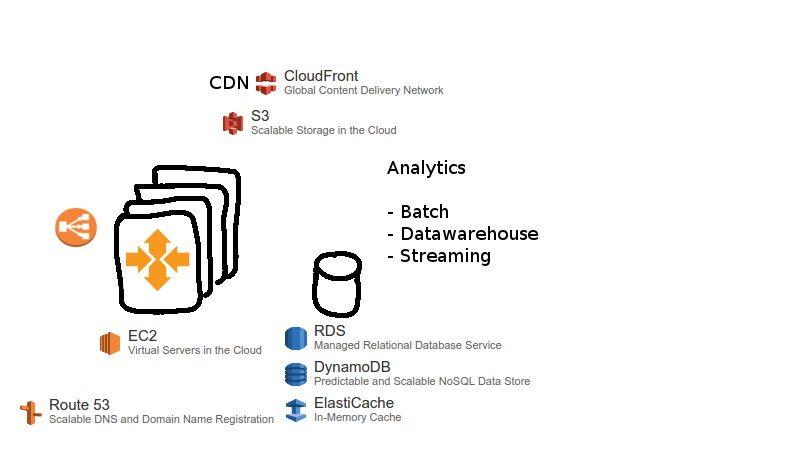 CDN CloudFront
Global Content Delivery Network
S3
Scalable Storage in the Cloud
Analytics
- Batch
- Datawarehouse
- Streaming
EC2
Virtual Servers in the Cloud
RDS
Managed Relational Database Service
DynamoDB
Predictable and Scalable NoSQL Data Store
ElastiCache
In-Memory Cache
Route 53
Scalable DNS and Domain Name Registration